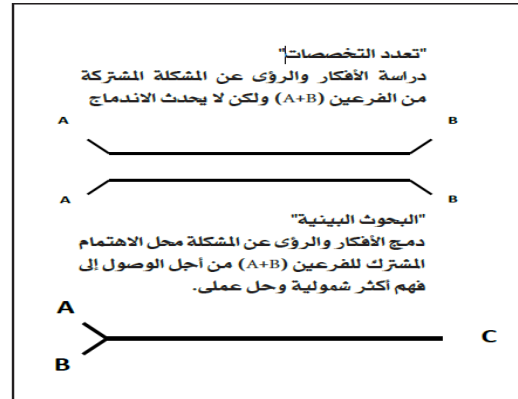 "تعدد التخصصات"
دراسة الأفكار والرؤى عن المشكلة المشتركة
من الفرعين (A+B) ولكن لا يحدث الاندماج
A B
A B
"البحوث البينية"
دمج الأفكار والرؤى عن المشكلة محل الاهتمام
المشترك للفرعين (A+B) من أجل الوصول إلى
فهم أكثر شمولية وحل عملى.
A
C
B